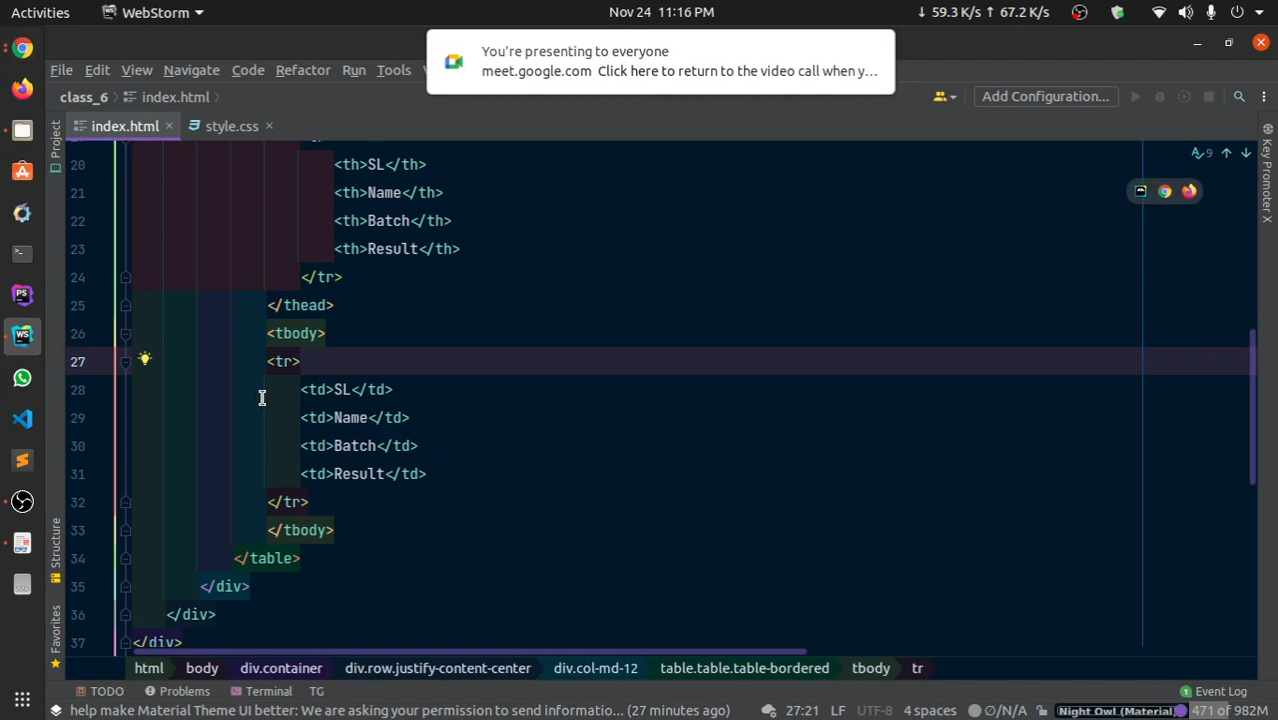 Activities WebStorm Nov 24 11:16 PM ↓ 59.3 K/s ↑ 67.2 K/s
You're presenting to everyone
meet.google.com Click here to return to the video call when y...
File Edit View Navigate Code Refactor Run Tools
class_6 index.html Add Configuration...
index.html style.css
Project
Structure
Favorites
Key Promoter X
9
20 <th>SL</th>
21 <th>Name</th>
22 <th>Batch</th>
23 <th>Result</th>
24 </tr>
25 </thead>
26 <tbody>
27 <tr>
28 <td>SL</td>
29 <td>Name</td>
30 <td>Batch</td>
31 <td>Result</td>
32 </tr>
33 </tbody>
34 </table>
35 </div>
36 </div>
37 </div>
html body div.container div.row.justify-content-center div.col-md-12 table.table.table-bordered tbody tr
TODO Problems Terminal TG 1 Event Log
help make Material Theme UI better: We are asking your permission to send informatio... (27 minutes ago) 27:21 LF UTF-8 4 spaces N/A Night Owl (Material) 471 of 982M